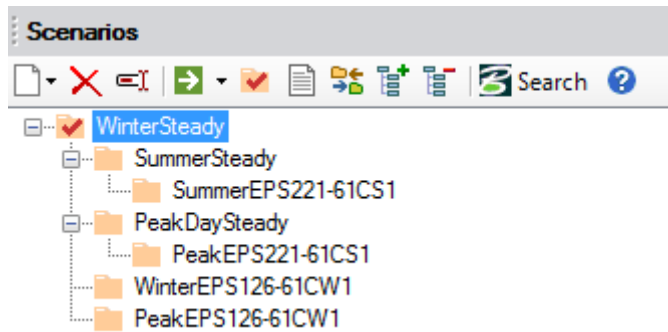 Scenarios
Search
WinterSteady
SummerSteady
SummerEPS221-61CS1
PeakDaySteady
PeakEPS221-61CS1
WinterEPS126-61CW1
PeakEPS126-61CW1